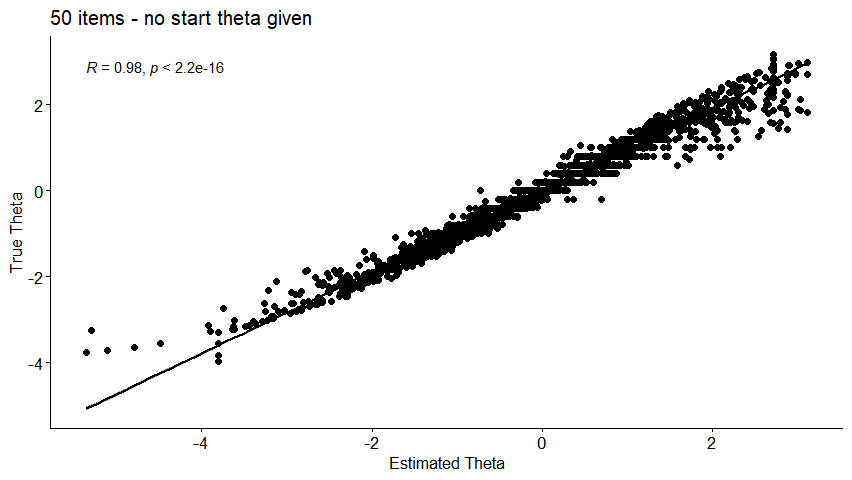 50 items - no start theta given
R = 0.98, p < 2.2e-16
True Theta
2
0
-2
-4
-4
-2
0
2
Estimated Theta